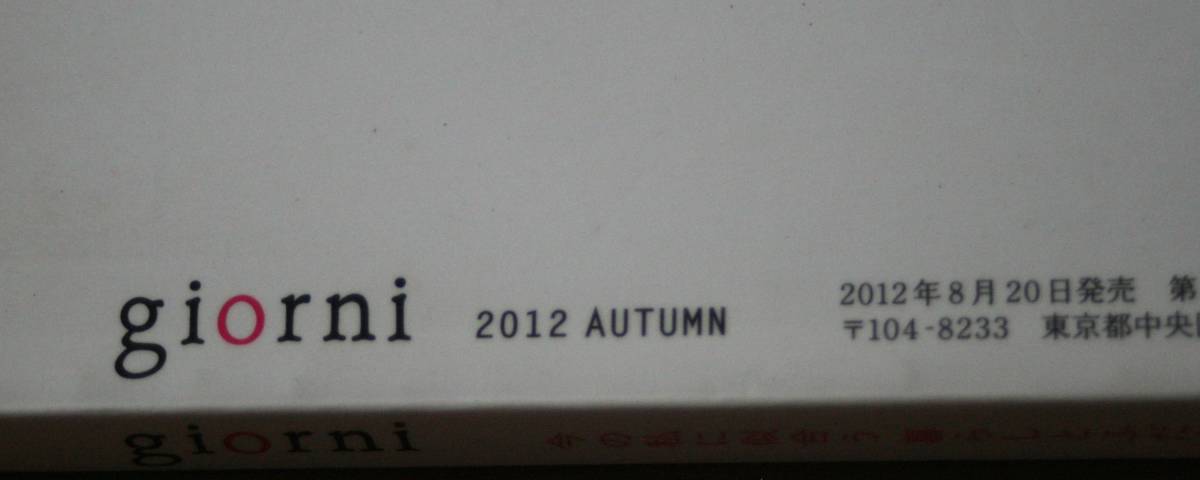 giorni 2012 AUTUMN
2012年8月20日発売 第
〒104-8233 東京都中央
giorni